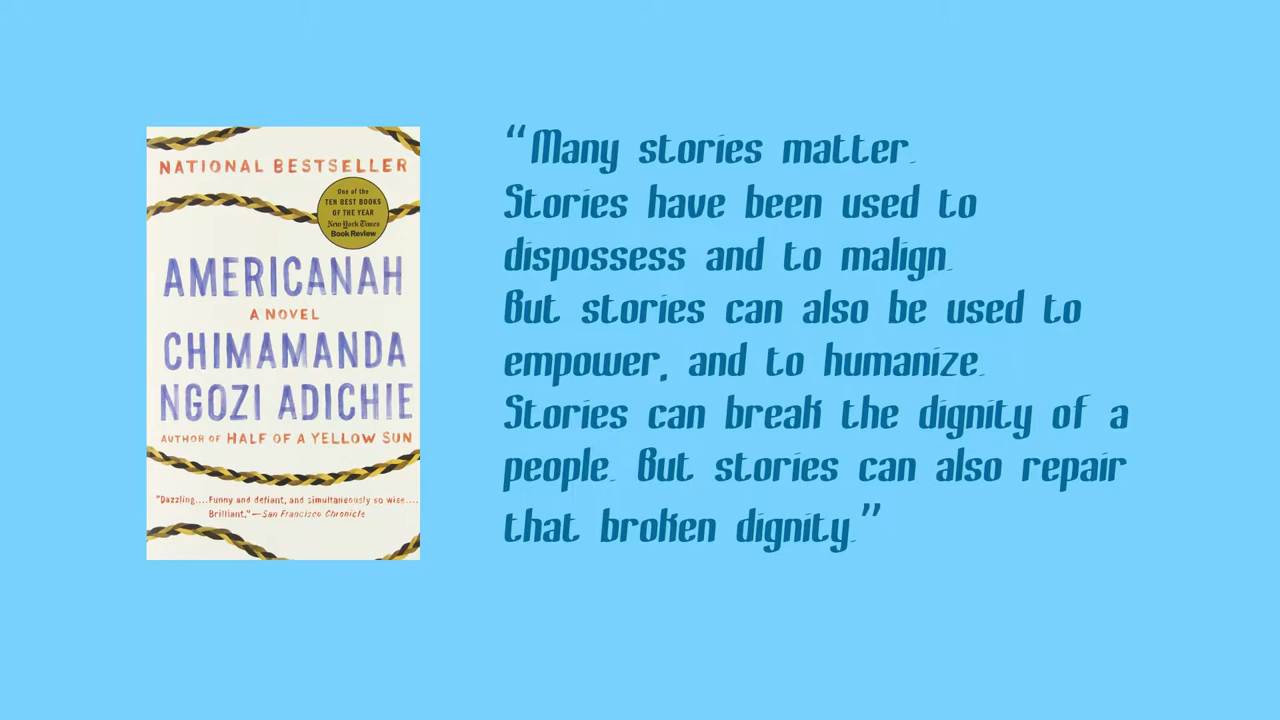 NATIONAL BESTSELLER
One of the
TEN BEST BOOKS
OF THE YEAR
New York Times
Book Review
AMERICANAH
A NOVEL
CHIMAMANDA
NGOZI ADICHIE
AUTHOR OF HALF OF A YELLOW SUN
"Dazzling....Funny and defiant, and simultaneously so wise....
Brilliant."—San Francisco Chronicle
“Many stories matter.
Stories have been used to
dispossess and to malign.
But stories can also be used to
empower, and to humanize.
Stories can break the dignity of a
people. But stories can also repair
that broken dignity.”